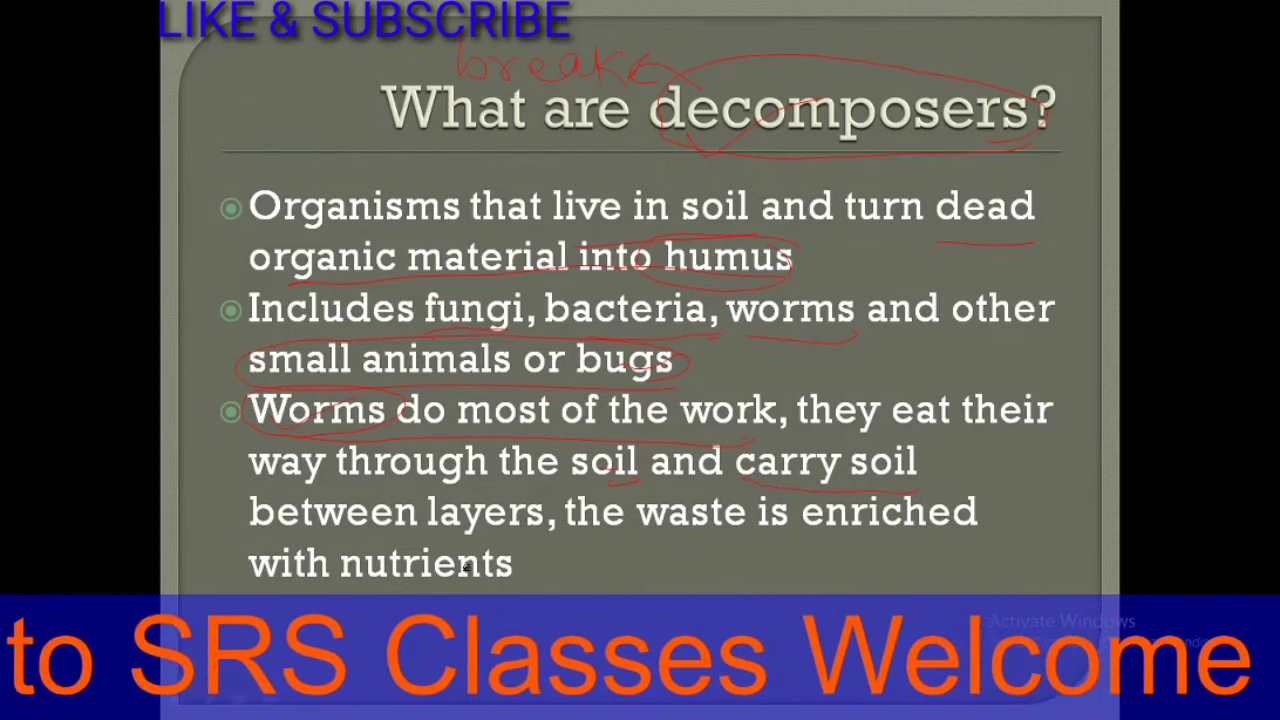 LIKE & SUBSCRIBE
break
What are decomposers?
Organisms that live in soil and turn dead
organic material into humus
Includes fungi, bacteria, worms and other
small animals or bugs
Worms do most of the work, they eat their
way through the soil and carry soil
between layers, the waste is enriched
with nutrients
Activate Windows
to SRS Classes Welcome